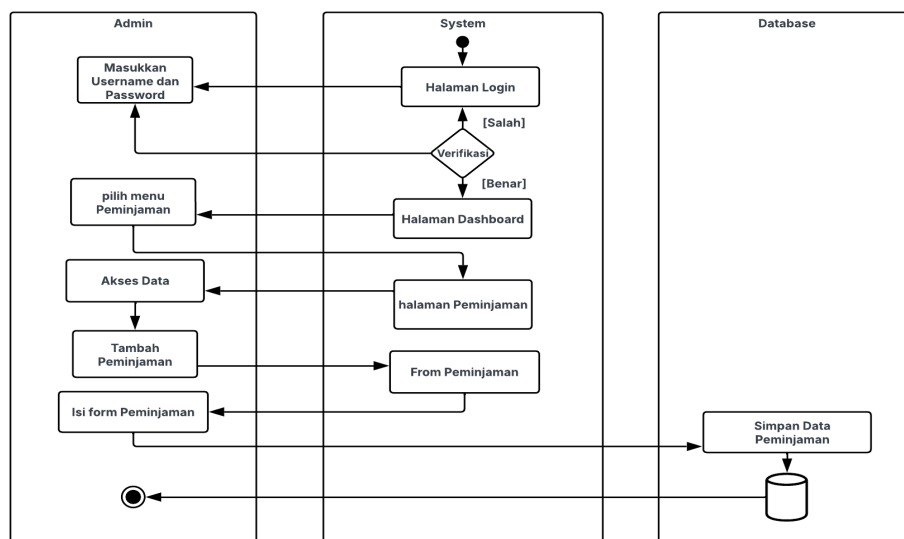 Admin
System
Database
Masukkan
Username dan
Password
Halaman Login
[Salah]
Verifikasi
[Benar]
pilih menu
Peminjaman
Halaman Dashboard
Akses Data
halaman Peminjaman
Tambah
Peminjaman
From Peminjaman
Isi form Peminjaman
Simpan Data
Peminjaman